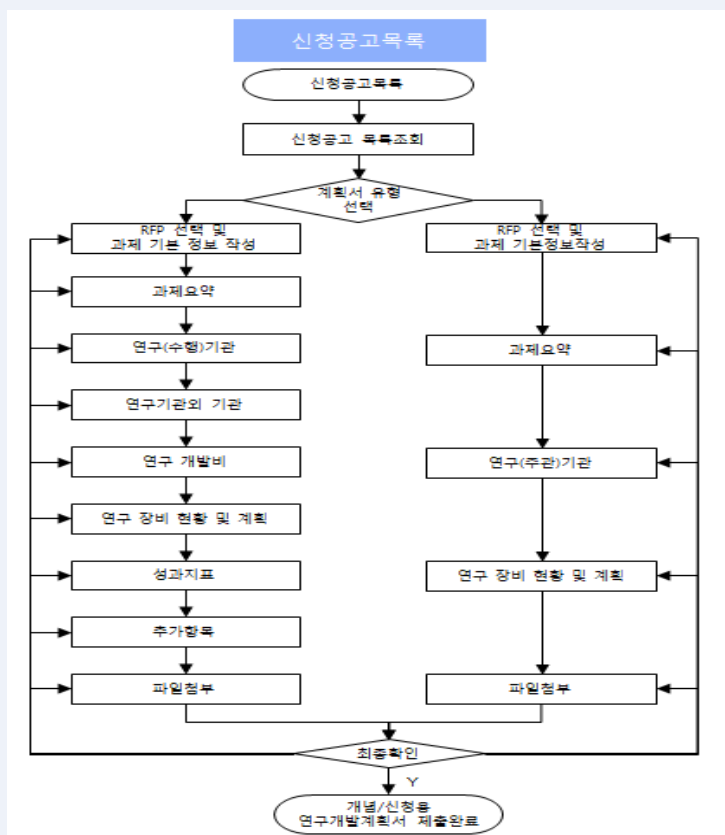 신청공고목록
신청공고목록
신청공고 목록조회
계획서 유형
선택
RFP 선택 및
과제 기본 정보 작성
과제요약
연구(수행)기관
연구기관외 기관
연구 개발비
연구 장비 현황 및 계획
성과지표
추가항목
파일첨부
RFP 선택 및
과제 기본정보작성
과제요약
연구(주관)기관
연구 장비 현황 및 계획
파일첨부
최종확인
Y
개념/신청용
연구개발계획서 제출완료